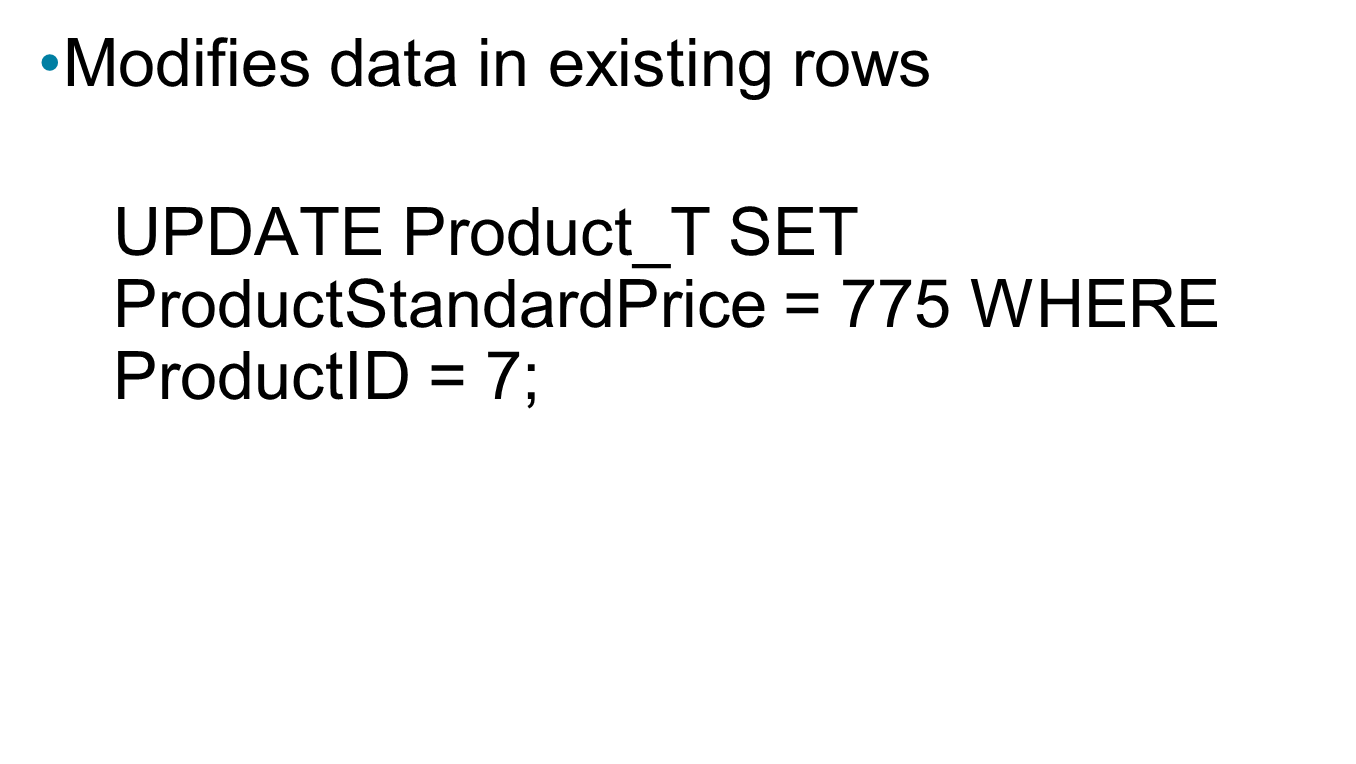 •Modifies data in existing rows
UPDATE Product_T SET
ProductStandardPrice = 775 WHERE
ProductID = 7;